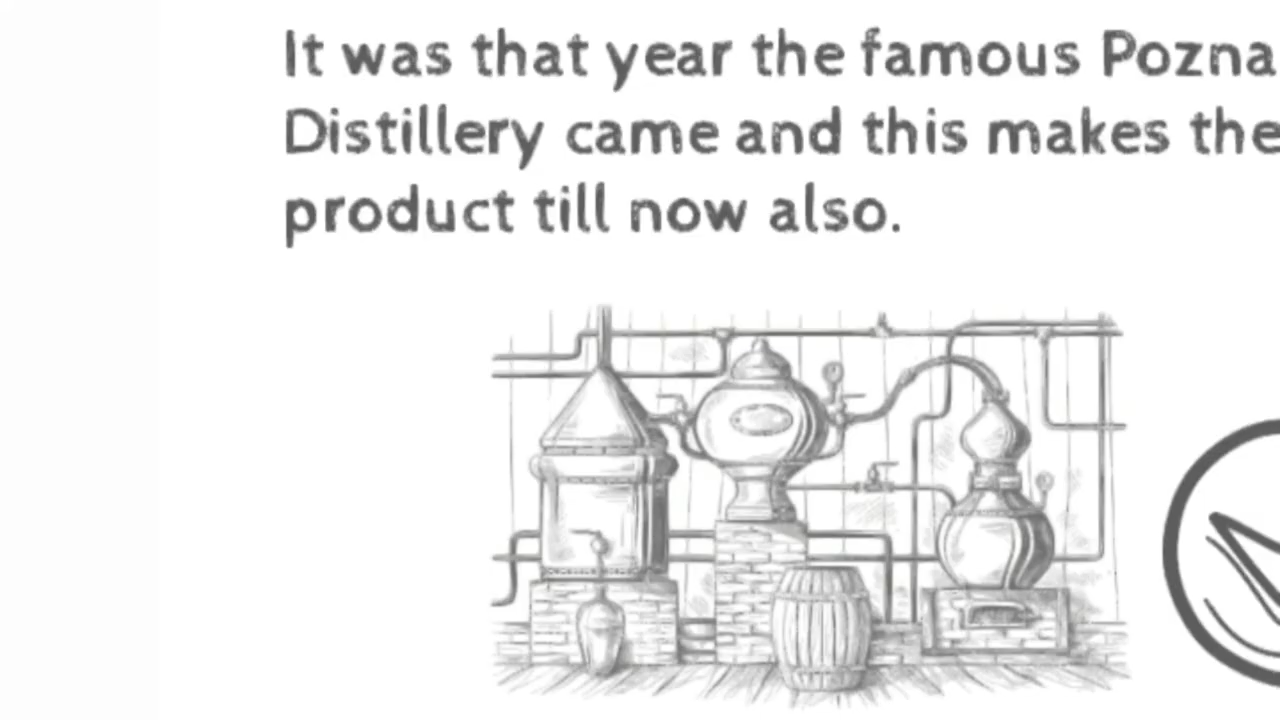 It was that year the famous Pozna
Distillery came and this makes the
product till now also.